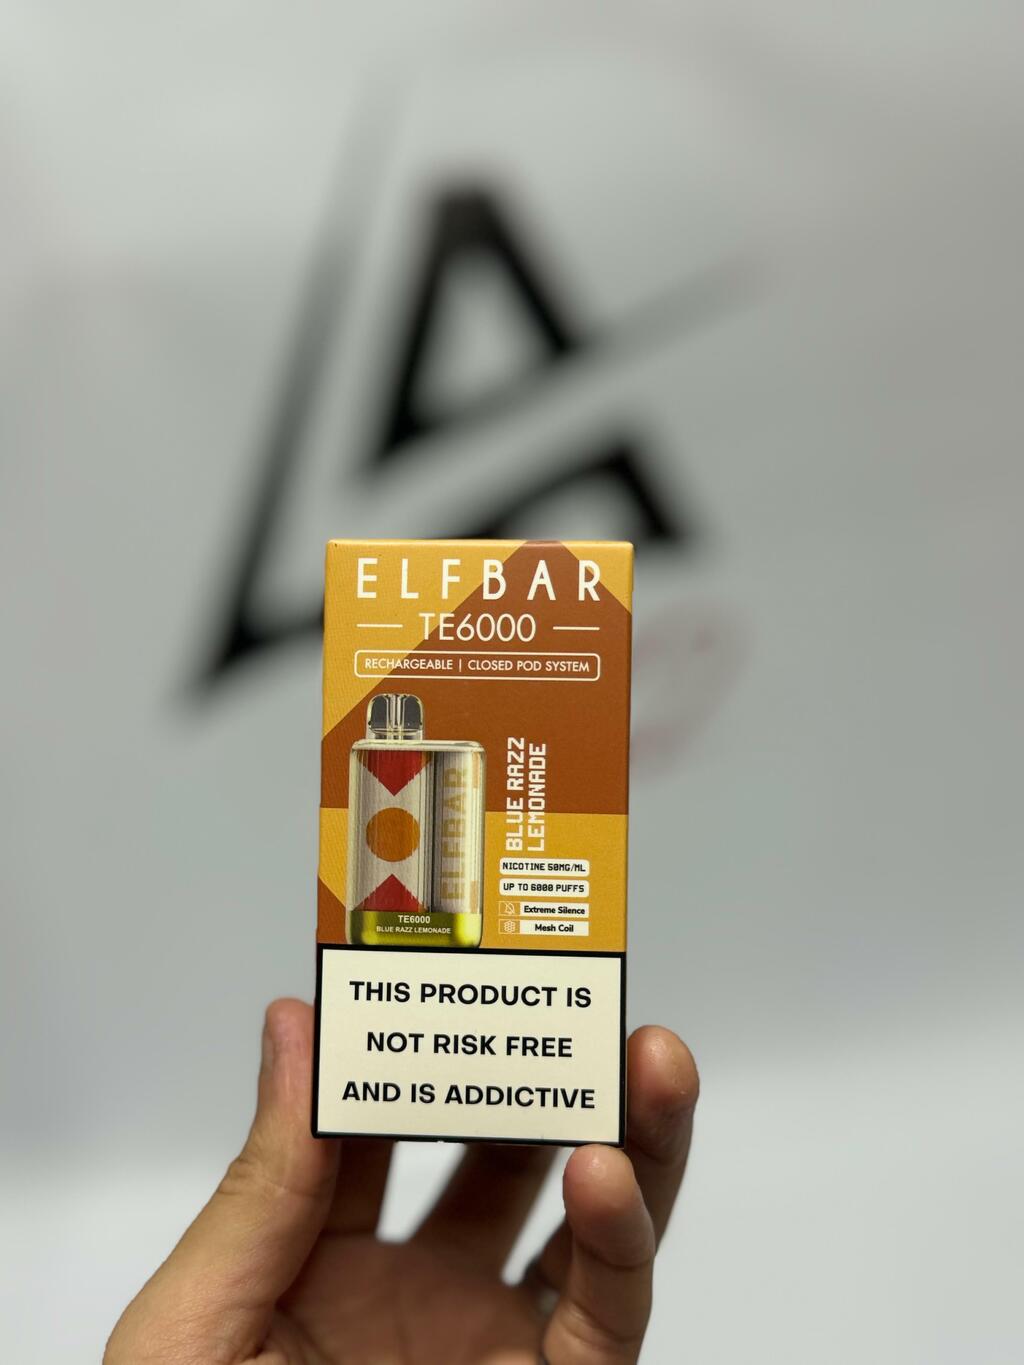 ELFBAR
TE6000
RECHARGEABLE | CLOSED POD SYSTEM
BLUE RAZZ
LEMONADE
NICOTINE 50MG/ML
UP TO 6000 PUFFS
Extreme Silence
Mesh Coil
ELFBAR
TE6000
BLUE RAZZ LEMONADE
THIS PRODUCT IS
NOT RISK FREE
AND IS ADDICTIVE